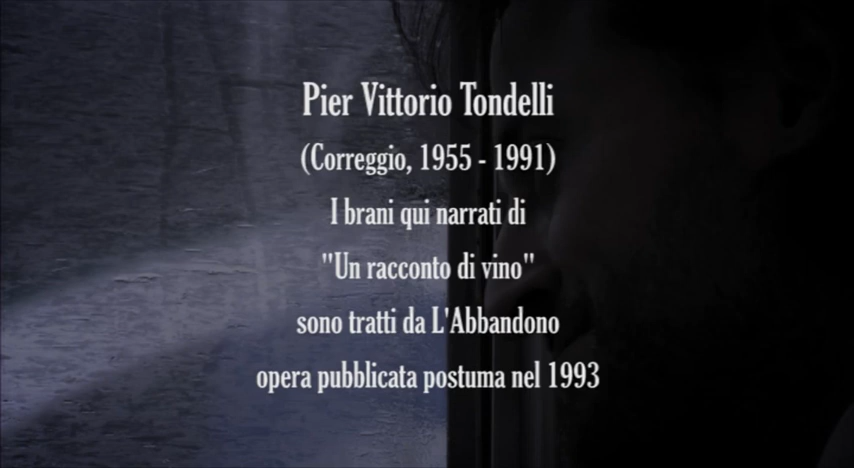 Pier Vittorio Tondelli
(Correggio, 1955 - 1991)
I brani qui narrati di
"Un racconto di vino"
sono tratti da L'Abbandono
opera pubblicata postuma nel 1993